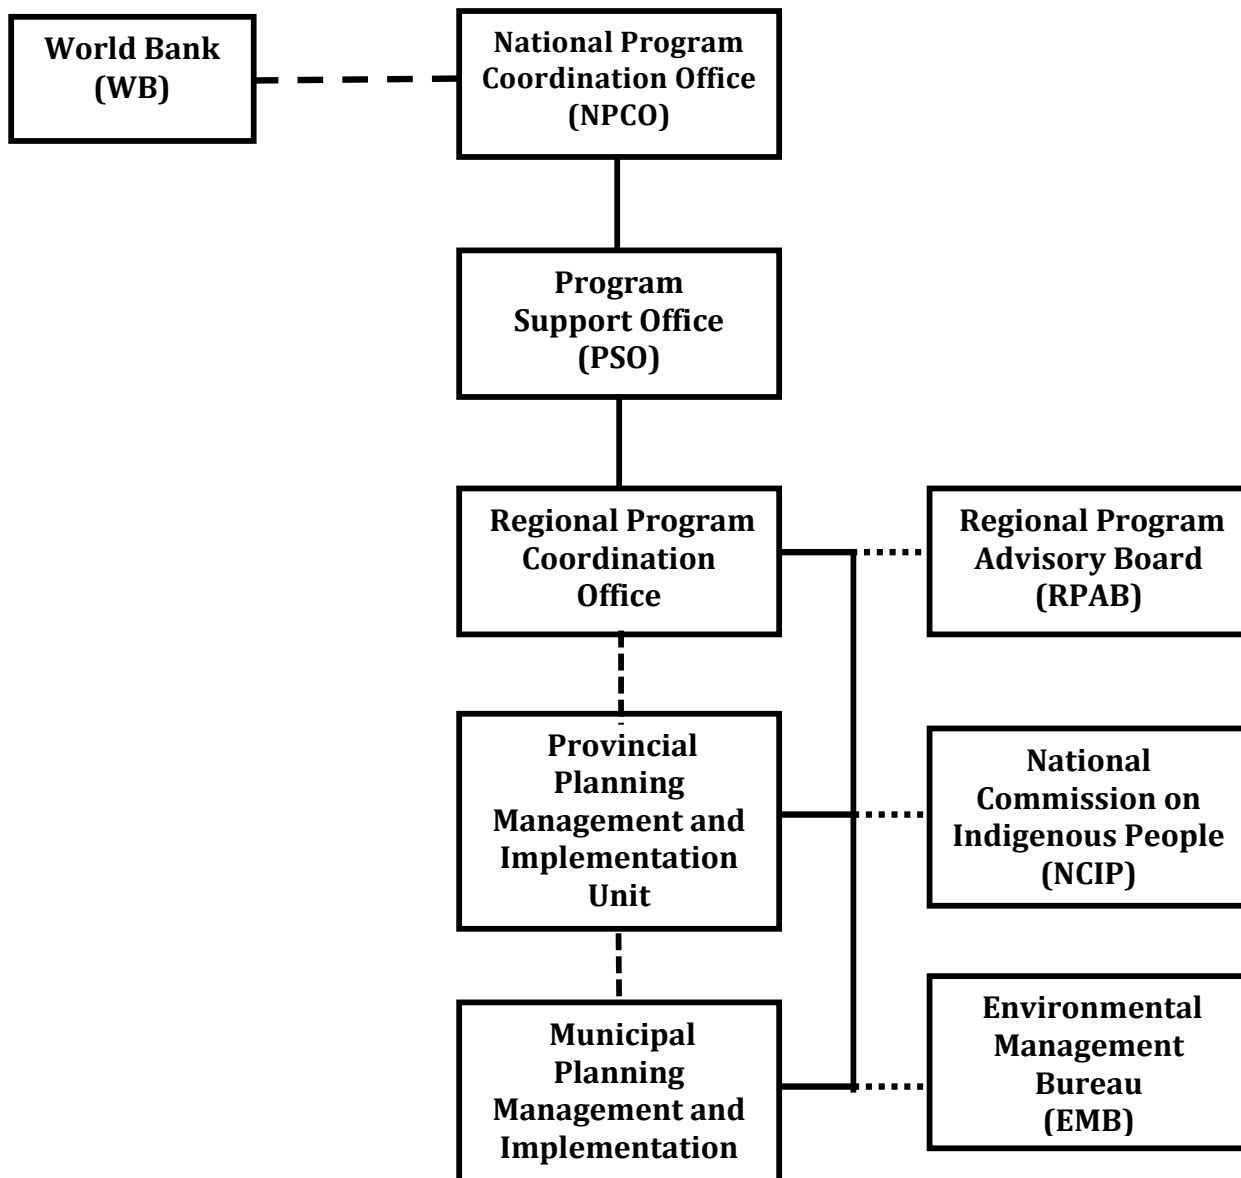 World Bank
(WB)
National Program
Coordination Office
(NPCO)
Program
Support Office
(PSO)
Regional Program
Coordination
Office
Regional Program
Advisory Board
(RPAB)
Provincial
Planning
Management and
Implementation
Unit
National
Commission on
Indigenous People
(NCIP)
Municipal
Planning
Management and
Implementation
Environmental
Management
Bureau
(EMB)